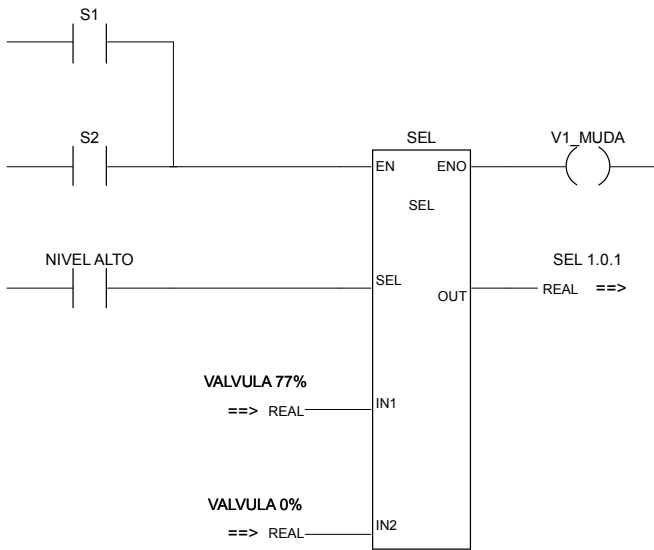 S1
S2
SEL
V1_MUDA
EN
ENO
SEL
NIVEL ALTO
SEL
SEL 1.0.1
OUT
REAL ==>
VALVULA 77%
==> REAL
IN1
VALVULA 0%
==> REAL
IN2